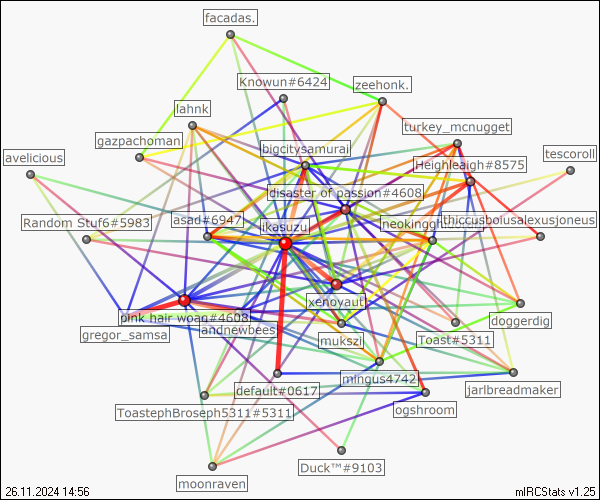 facadas.
Knowun#6424
zeehonk.
lahnk
turkey_mcnugget
gazpachoman
bigcitysamurai
avelicious
Heighleaigh#8575
tescoroll
disaster of passion#4608
Random Stuf6#5983
asad#6947
ikasuzu
thiccusbolusalexusjoneus
xenoyaut
pink hair woag#4608
doggerdig
gregor_samsa
andnewbees
mukszi
Toast#5311
mingus4742
default#0617
jarlbreadmaker
ToastephBroseph5311#5311
ogshroom
Duck™#9103
moonraven
26.11.2024 14:56
mIRCStats v1.25